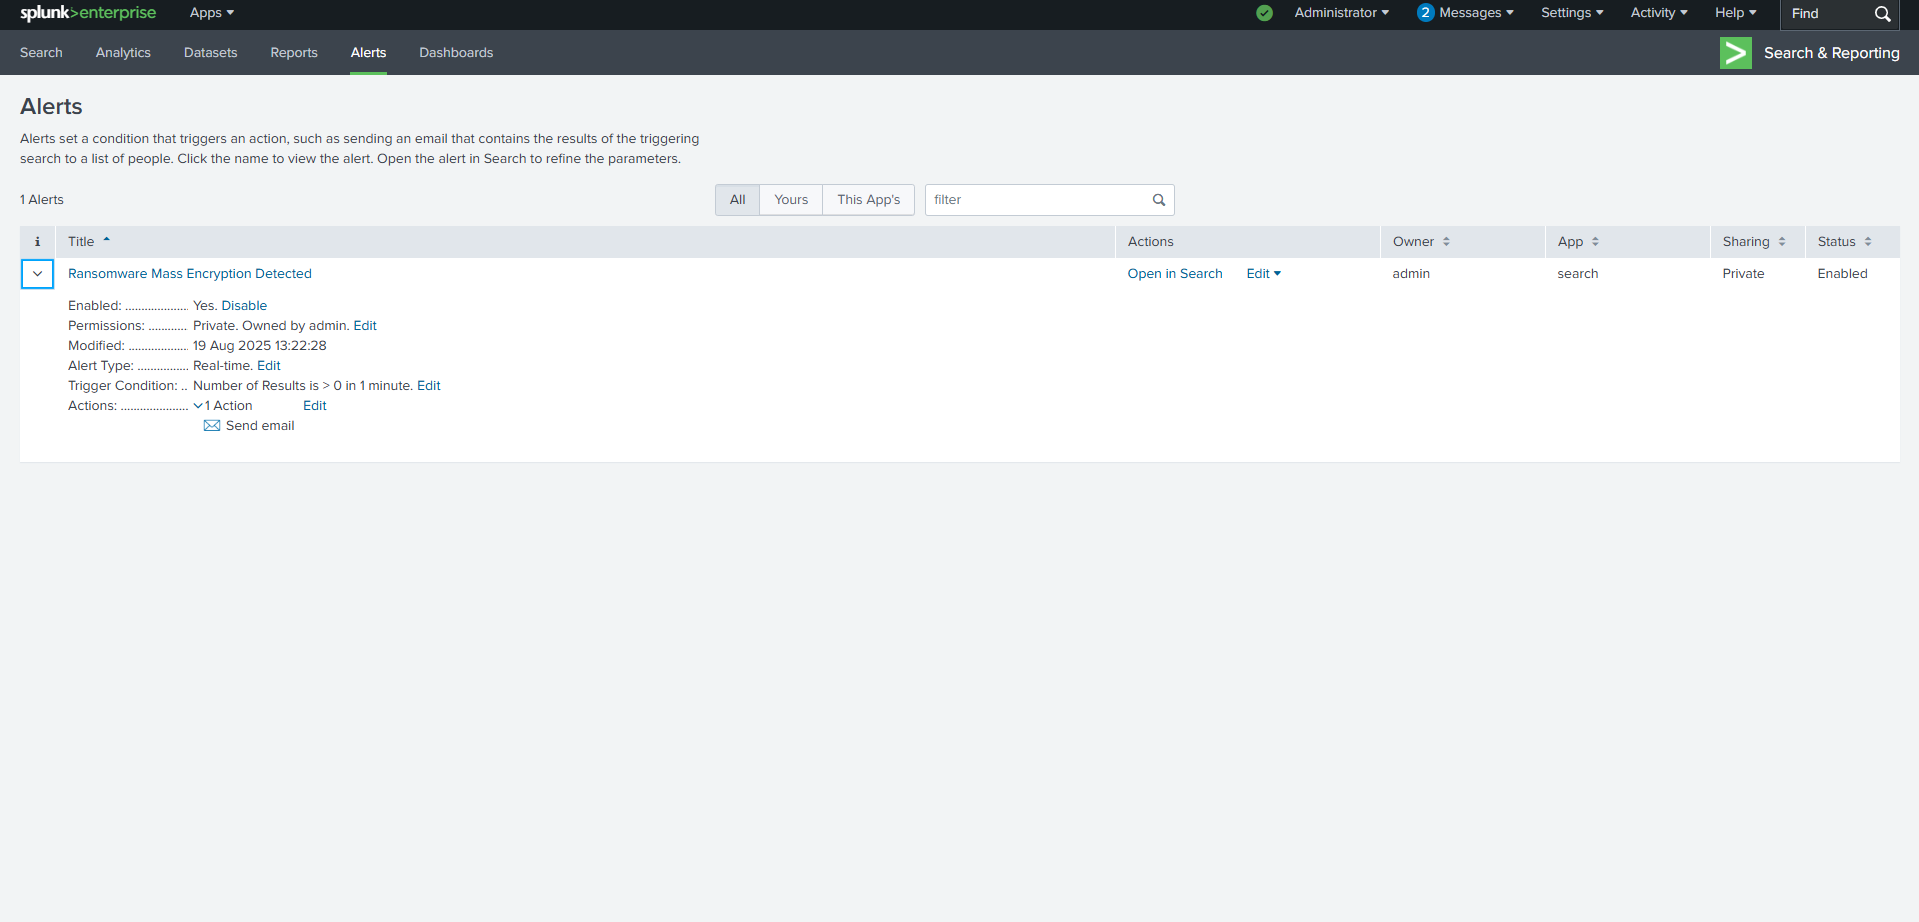 splunk>enterprise Apps Administrator 2 Messages Settings Activity Help Find
Search Analytics Datasets Reports Alerts Dashboards Search & Reporting
Alerts
Alerts set a condition that triggers an action, such as sending an email that contains the results of the triggering
search to a list of people. Click the name to view the alert. Open the alert in Search to refine the parameters.
1 Alerts All Yours This App's filter
i Title Actions Owner App Sharing Status
Ransomware Mass Encryption Detected Open in Search Edit admin search Private Enabled
Enabled: ................... Yes. Disable
Permissions: ............ Private. Owned by admin. Edit
Modified: .................. 19 Aug 2025 13:22:28
Alert Type: ................ Real-time. Edit
Trigger Condition: .. Number of Results is > 0 in 1 minute. Edit
Actions: ..................... 1 Action Edit
Send email